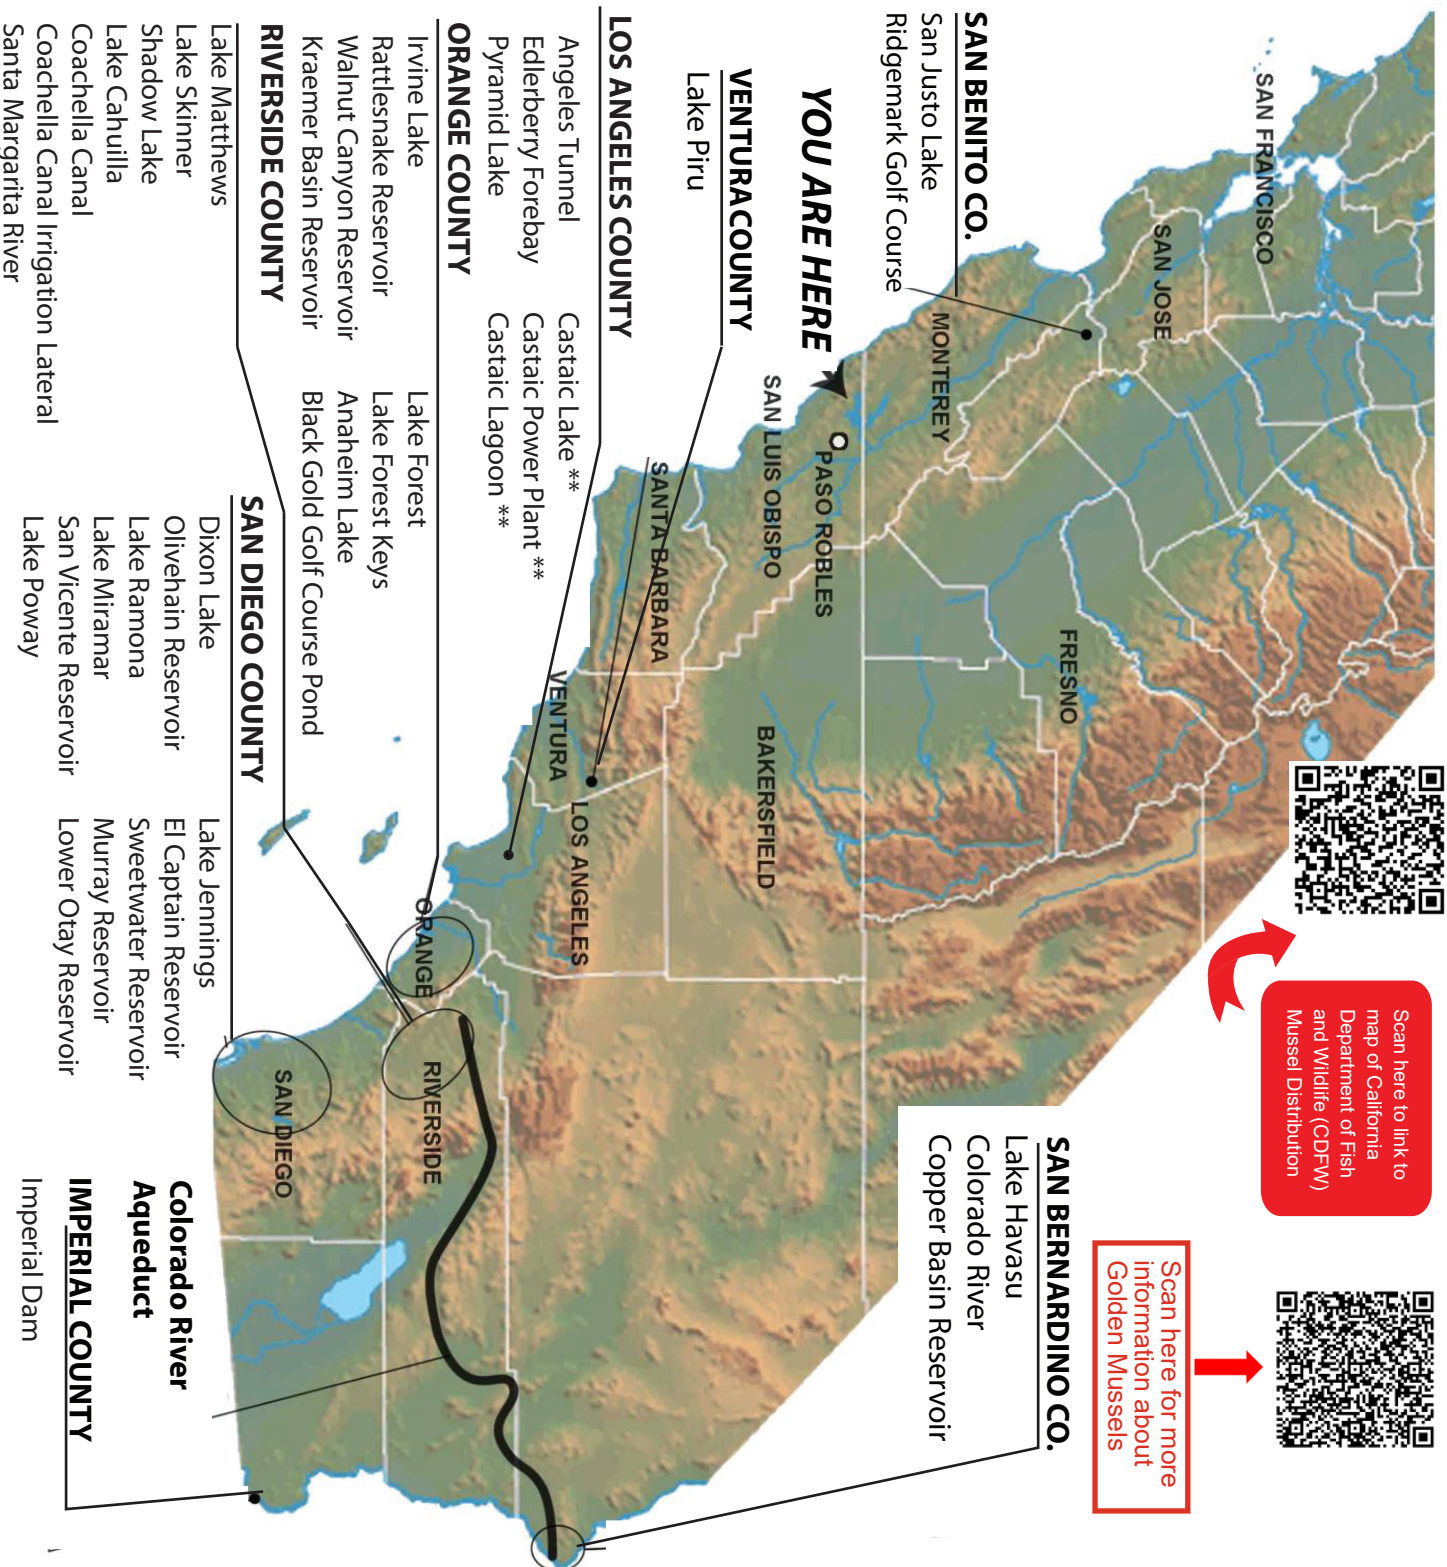 SAN BENITO CO.
San Justo Lake
Ridgemark Golf Course
YOU ARE HERE
VENTURA COUNTY
Lake Piru
LOS ANGELES COUNTY
Angeles Tunnel
Edlerberry Forebay
Pyramid Lake
Castaic Lake **
Castaic Power Plant **
Castaic Lagoon **
ORANGE COUNTY
Irvine Lake
Rattlesnake Reservoir
Walnut Canyon Reservoir
Kraemer Basin Reservoir
Lake Forest
Lake Forest Keys
Anaheim Lake
Black Gold Golf Course Pond
RIVERSIDE COUNTY
Lake Matthews
Lake Skinner
Shadow Lake
Lake Cahuilla
Coachella Canal
Coachella Canal Irrigation Lateral
Santa Margarita River
SAN DIEGO COUNTY
Dixon Lake
Olivehain Reservoir
Lake Ramona
Lake Miramar
San Vicente Reservoir
Lake Poway
Lake Jennings
El Captain Reservoir
Sweetwater Reservoir
Murray Reservoir
Lower Otay Reservoir
Colorado River
Aqueduct
IMPERIAL COUNTY
Imperial Dam
SAN BERNARDINO CO.
Lake Havasu
Colorado River
Copper Basin Reservoir
Scan here to link to
map of California
Department of Fish
and Wildlife (CDFW)
Mussel Distribution
Scan here for more
information about
Golden Mussels
SAN FRANCISCO
SAN JOSE
MONTEREY
FRESNO
PASO ROBLES
SAN LUIS OBISPO
BAKERSFIELD
SANTA BARBARA
VENTURA
LOS ANGELES
ORANGE
RIVERSIDE
SAN DIEGO